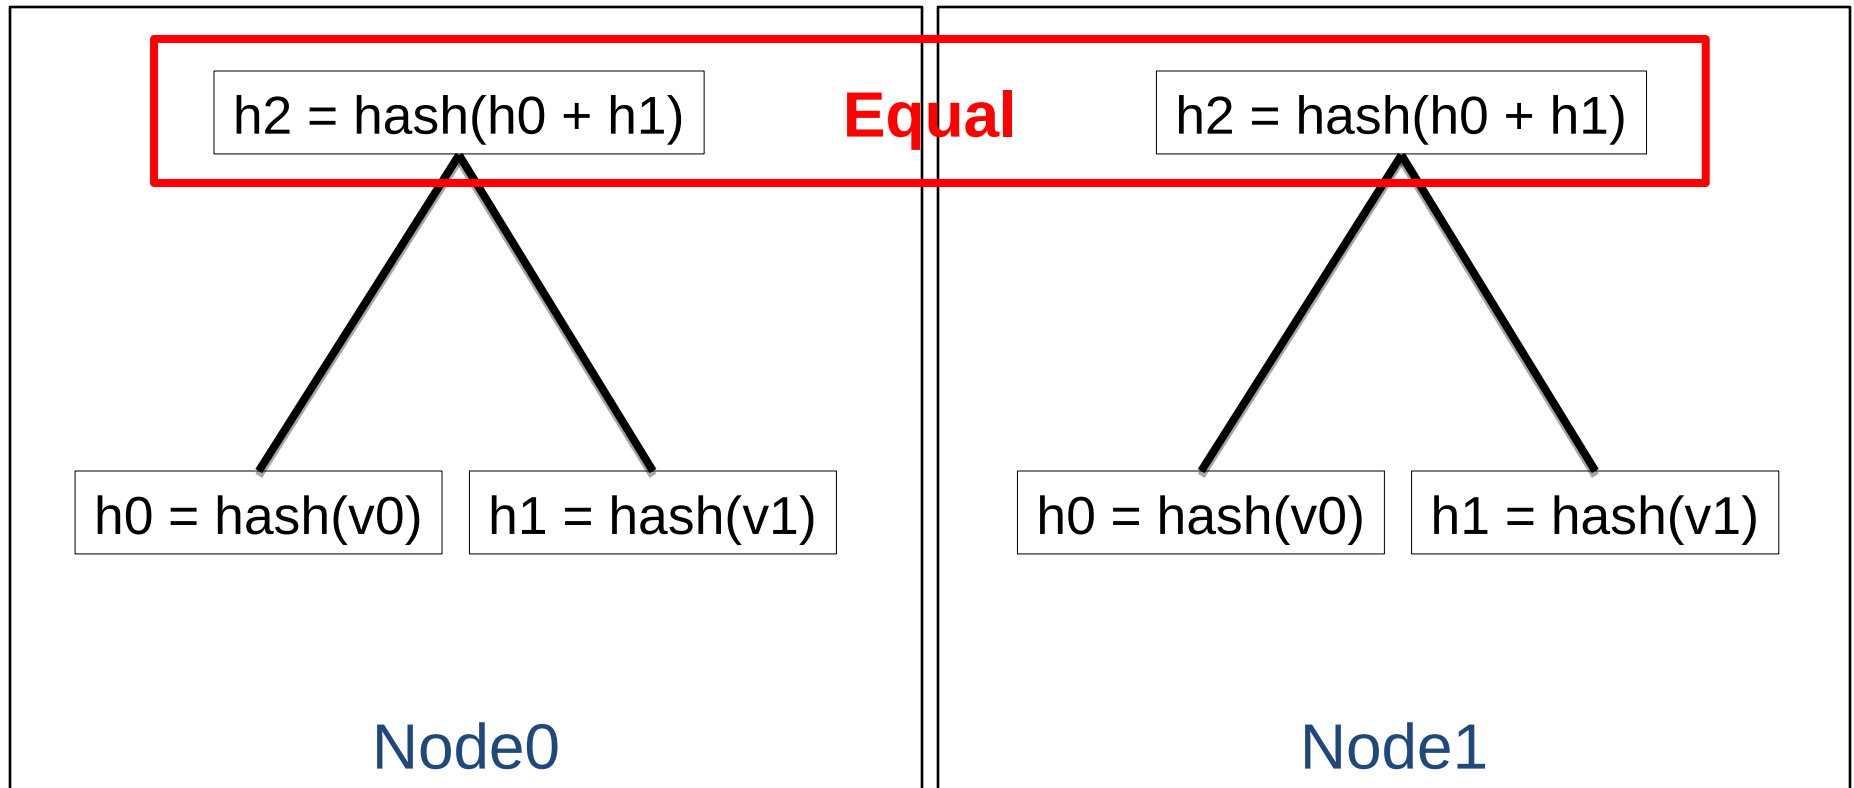 h2 = hash(h0 + h1)
Equal
h2 = hash(h0 + h1)
h0 = hash(v0)
h1 = hash(v1)
h0 = hash(v0)
h1 = hash(v1)
Node0
Node1